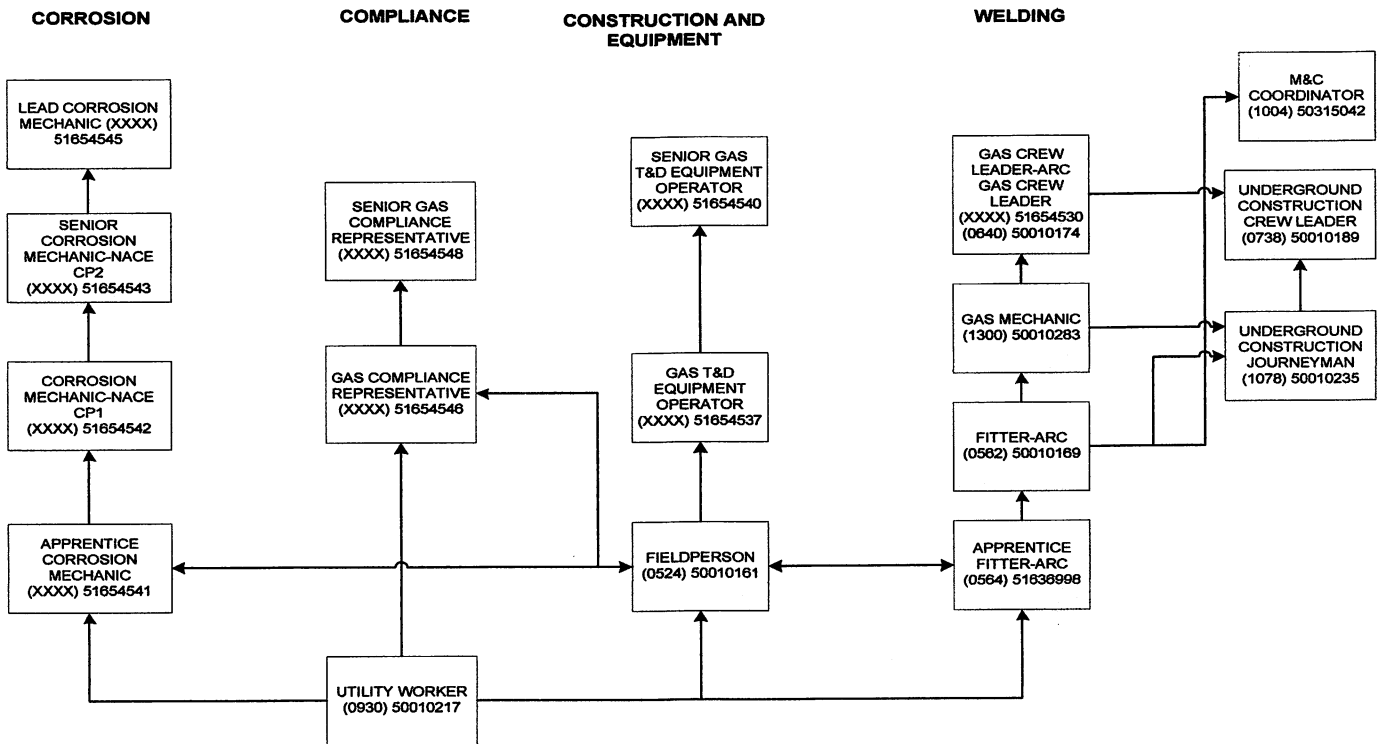 CORROSION
COMPLIANCE
CONSTRUCTION AND
EQUIPMENT
WELDING
LEAD CORROSION
MECHANIC (XXXX)
51654545
SENIOR
CORROSION
MECHANIC-NACE
CP2
(XXXX) 51654543
CORROSION
MECHANIC-NACE
CP1
(XXXX) 51654542
APPRENTICE
CORROSION
MECHANIC
(XXXX) 51654541
SENIOR GAS
COMPLIANCE
REPRESENTATIVE
(XXXX) 51654548
GAS COMPLIANCE
REPRESENTATIVE
(XXXX) 51654546
UTILITY WORKER
(0930) 50010217
SENIOR GAS
T&D EQUIPMENT
OPERATOR
(XXXX) 51654540
GAS T&D
EQUIPMENT
OPERATOR
(XXXX) 51654537
FIELDPERSON
(0524) 50010161
GAS CREW
LEADER-ARC
GAS CREW
LEADER
(XXXX) 51654530
(0640) 50010174
GAS MECHANIC
(1300) 50010283
FITTER-ARC
(0562) 50010169
APPRENTICE
FITTER-ARC
(0564) 51636998
M&C
COORDINATOR
(1004) 50315042
UNDERGROUND
CONSTRUCTION
CREW LEADER
(0738) 50010189
UNDERGROUND
CONSTRUCTION
JOURNEYMAN
(1078) 50010235